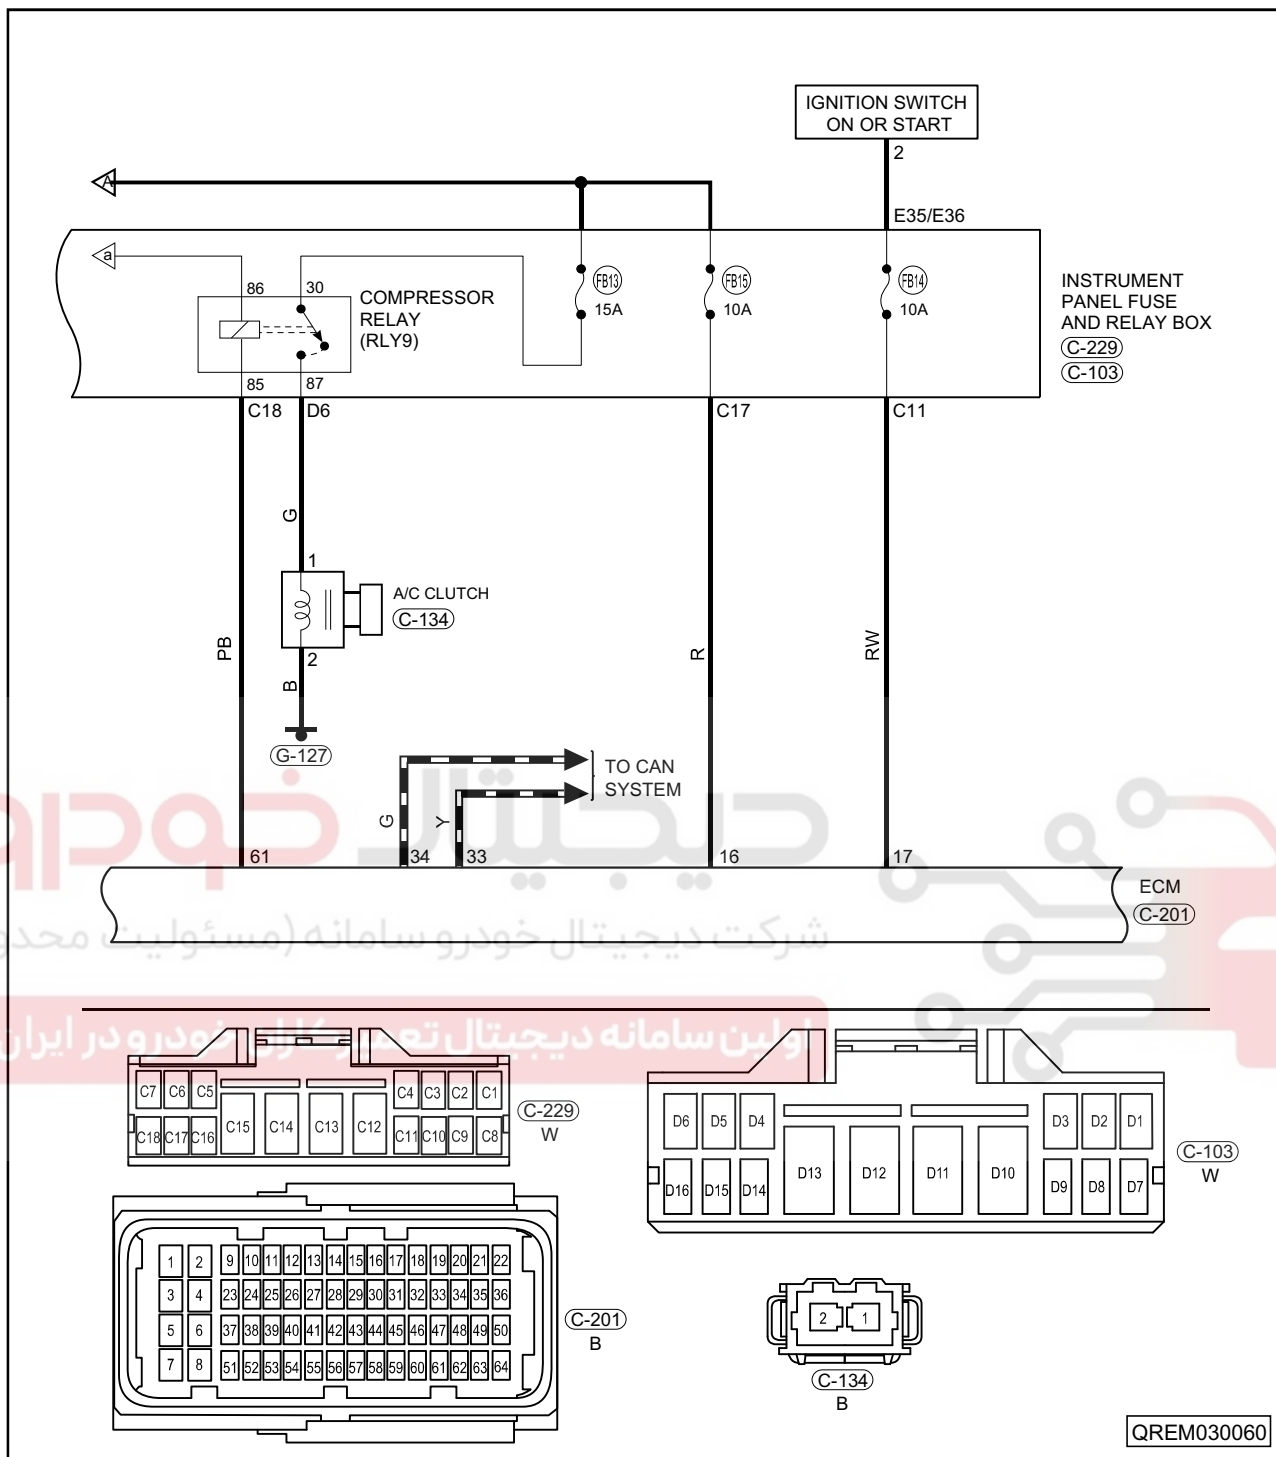 IGNITION SWITCH
ON OR START
2
A
E35/E36
a
86
30
COMPRESSOR
RELAY
(RLY9)
FB13
15A
FB15
10A
FB14
10A
INSTRUMENT
PANEL FUSE
AND RELAY BOX
C-229
C-103
85
87
C18
D6
C17
C11
G
1
A/C CLUTCH
C-134
PB
R
RW
2
B
G-127
TO CAN
SYSTEM
G
Y
دیجیتال خودرو
61
34
33
16
17
ECM
C-201
شرکت دیجیتال خودرو سامانه (مسئولیت محدو
اولین سامانه دیجیتال تعمیرکاران خودرو در ایران
C7 C6 C5 C4 C3 C2 C1
C15 C14 C13 C12
C18 C17 C16 C11 C10 C9 C8
C-229
W
D6 D5 D4 D3 D2 D1
D13 D12 D11 D10
D16 D15 D14 D9 D8 D7
C-103
W
1 2 9 10 11 12 13 14 15 16 17 18 19 20 21 22
3 4 23 24 25 26 27 28 29 30 31 32 33 34 35 36
5 6 37 38 39 40 41 42 43 44 45 46 47 48 49 50
7 8 51 52 53 54 55 56 57 58 59 60 61 62 63 64
C-201
B
2 1
C-134
B
QREM030060